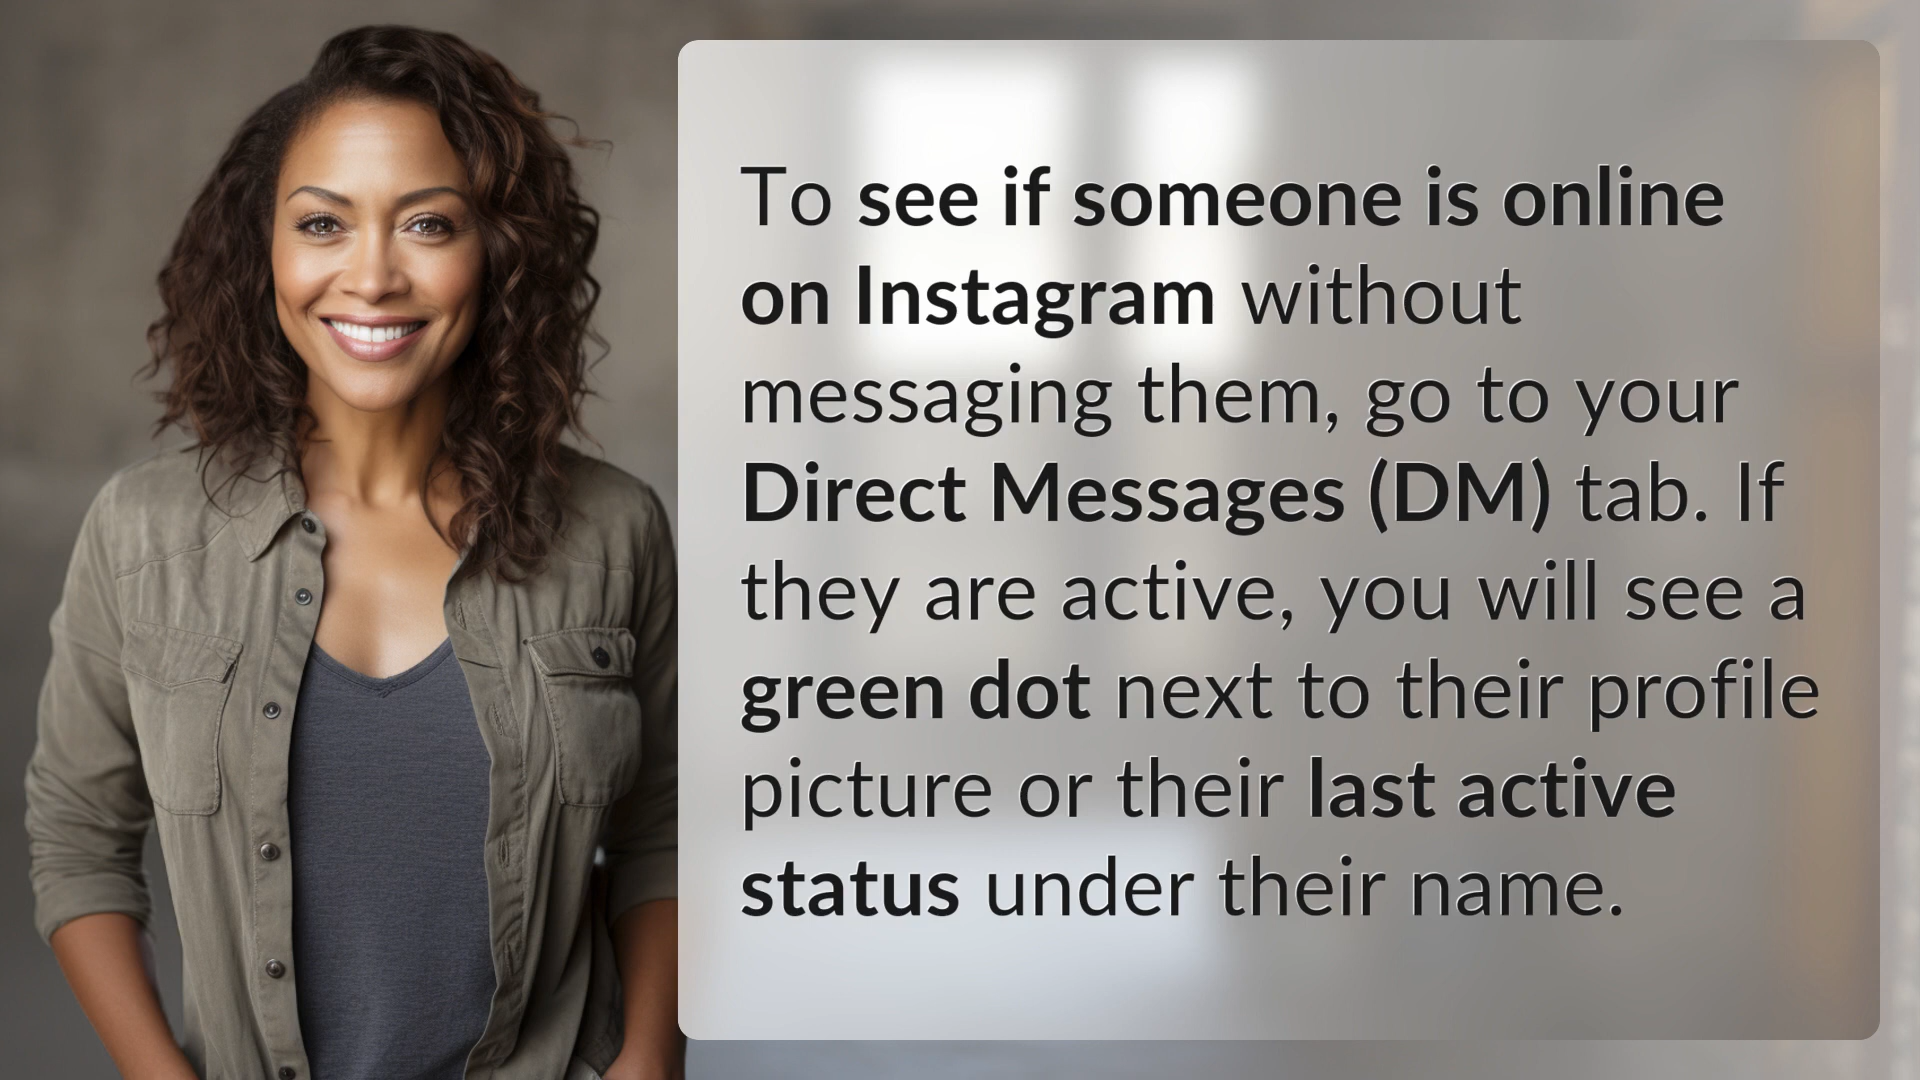 To see if someone is online
on Instagram without
messaging them, go to your
Direct Messages (DM) tab. If
they are active, you will see a
green dot next to their profile
picture or their last active
status under their name.